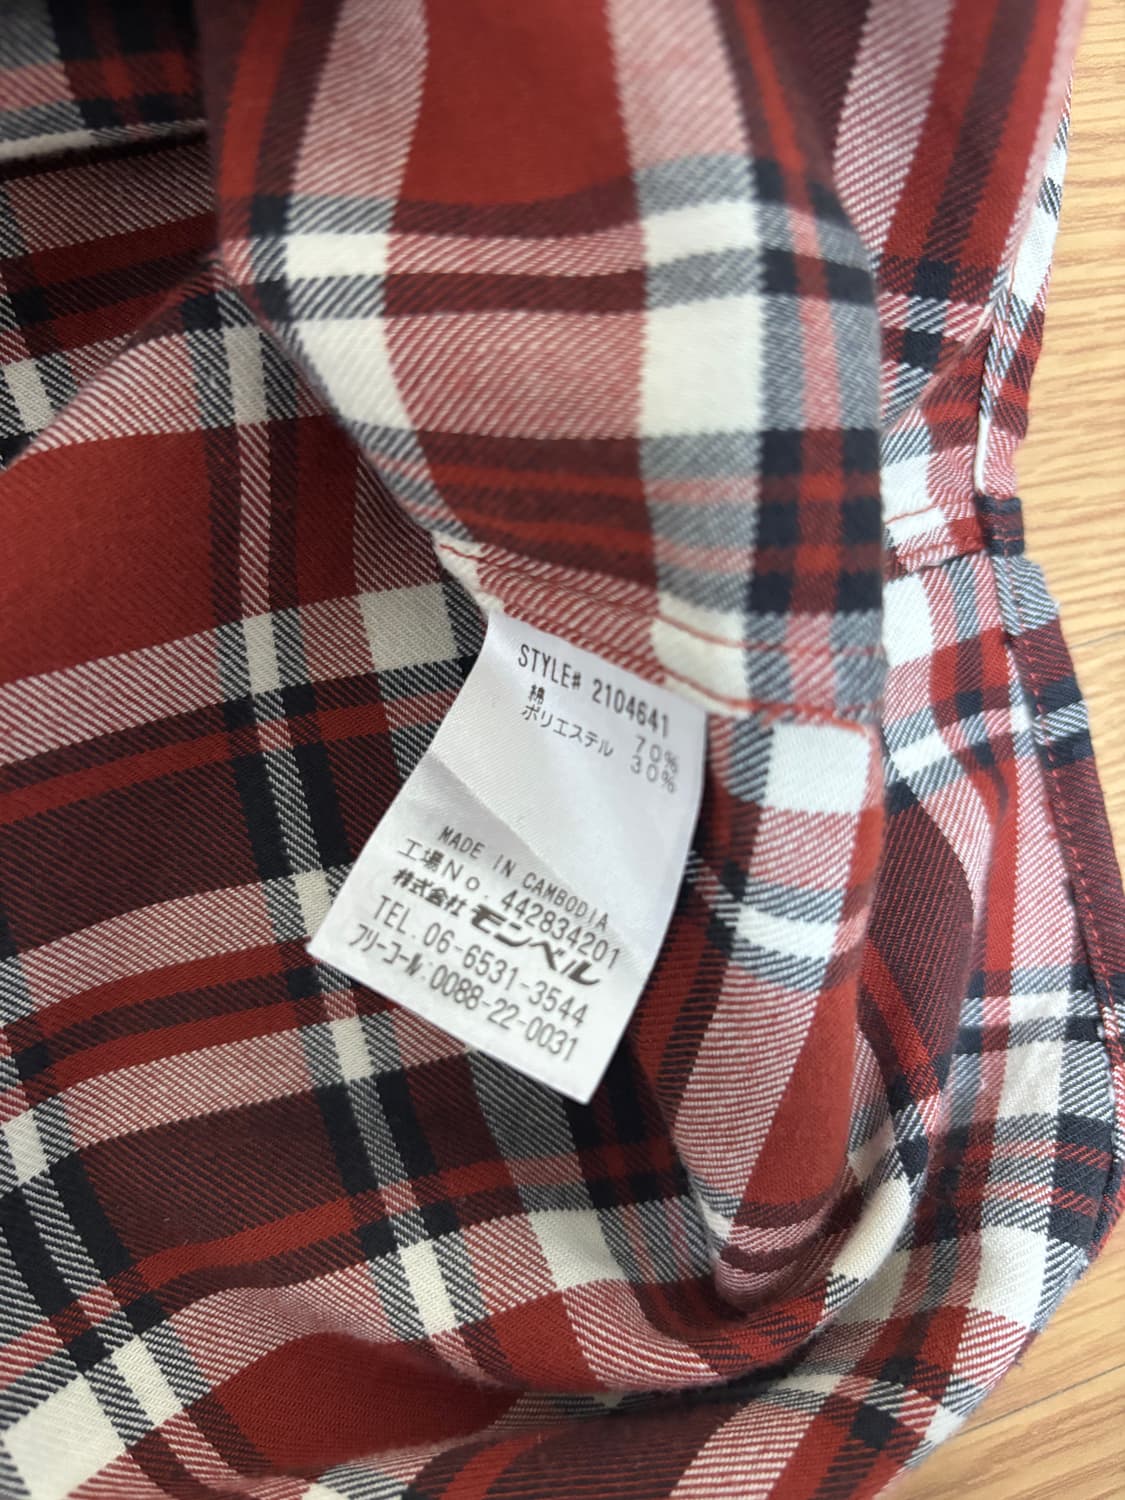 STYLE# 2104641
綿 70%
ポリエステル 30%
MADE IN CAMBODIA
工場No. 442834201
株式会社 モンベル
TEL. 06-6531-3544
フリーコール.0088-22-0031